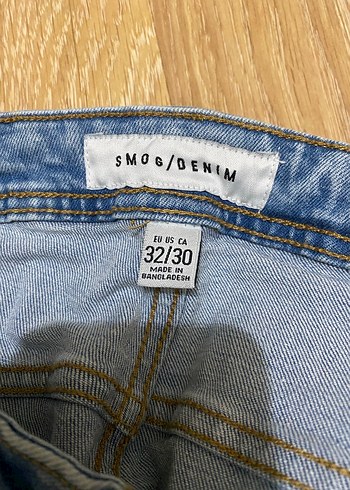 SMOG/DENIM
EU US CA
32/30
MADE IN
BANGLADESH